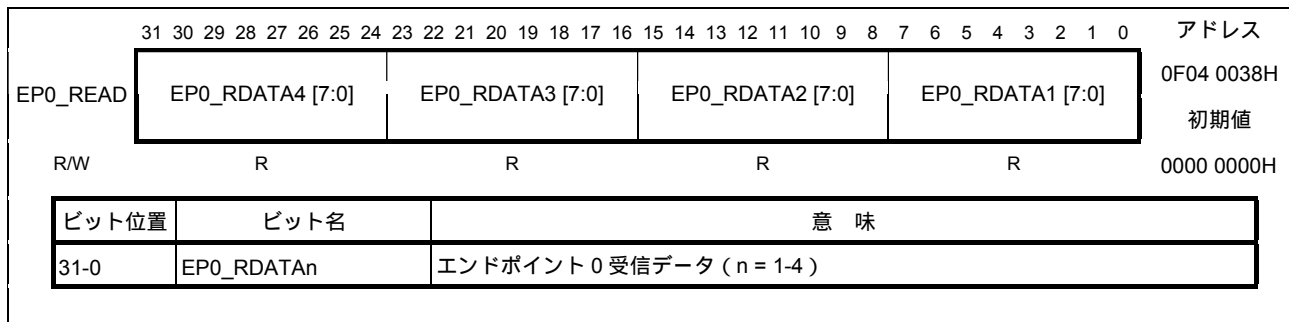 31 30 29 28 27 26 25 24 23 22 21 20 19 18 17 16 15 14 13 12 11 10 9 8 7 6 5 4 3 2 1 0 アドレス
EP0_READ EP0_RDATA4 [7:0] EP0_RDATA3 [7:0] EP0_RDATA2 [7:0] EP0_RDATA1 [7:0] 0F04 0038H
初期値
R/W R R R R 0000 0000H
ビット位置 ビット名 意 味
31-0 EP0_RDATAn エンドポイント0受信データ（n = 1-4）